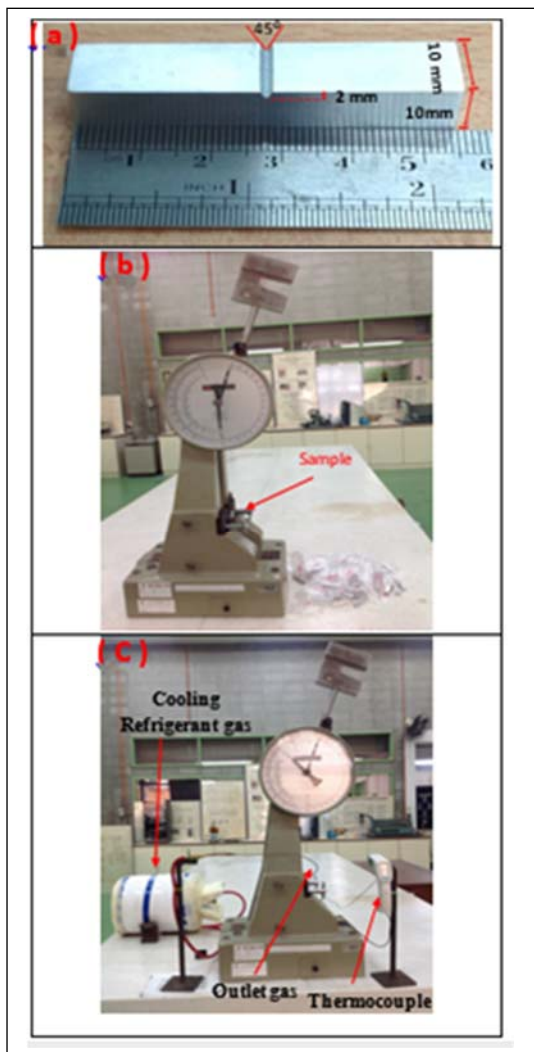 ( a )
45°
10 mm
2 mm
10mm
1 2 3 4 5 6
INCH 1 2
( b )
Sample
( C )
Cooling
Refrigerant gas
Outlet gas
Thermocouple